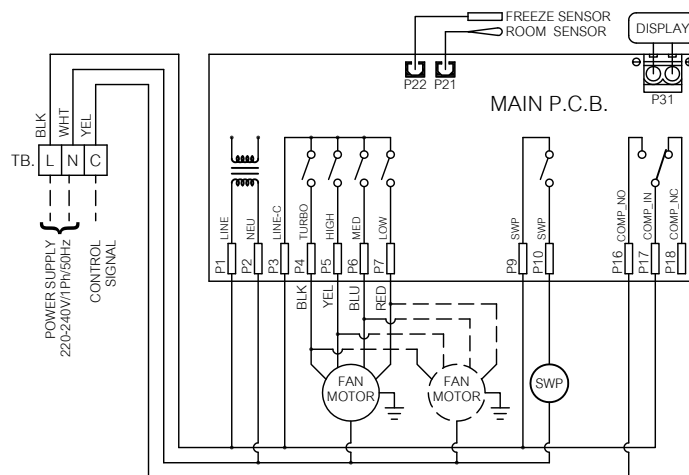 FREEZE SENSOR
ROOM SENSOR
DISPLAY
P22
P21
P31
MAIN P.C.B.
BLK
WHT
YEL
TB.
L
N
C
POWER SUPPLY
220-240V/1Ph/50Hz
CONTROL
SIGNAL
LINE
NEU
LINE-C
TURBO
HIGH
MED
LOW
SWP
SWP
COMP_NO
COMP_IN
COMP_NC
P1
P2
P3
P4
P5
P6
P7
P9
P10
P16
P17
P18
BLK
YEL
BLU
RED
FAN
MOTOR
FAN
MOTOR
SWP